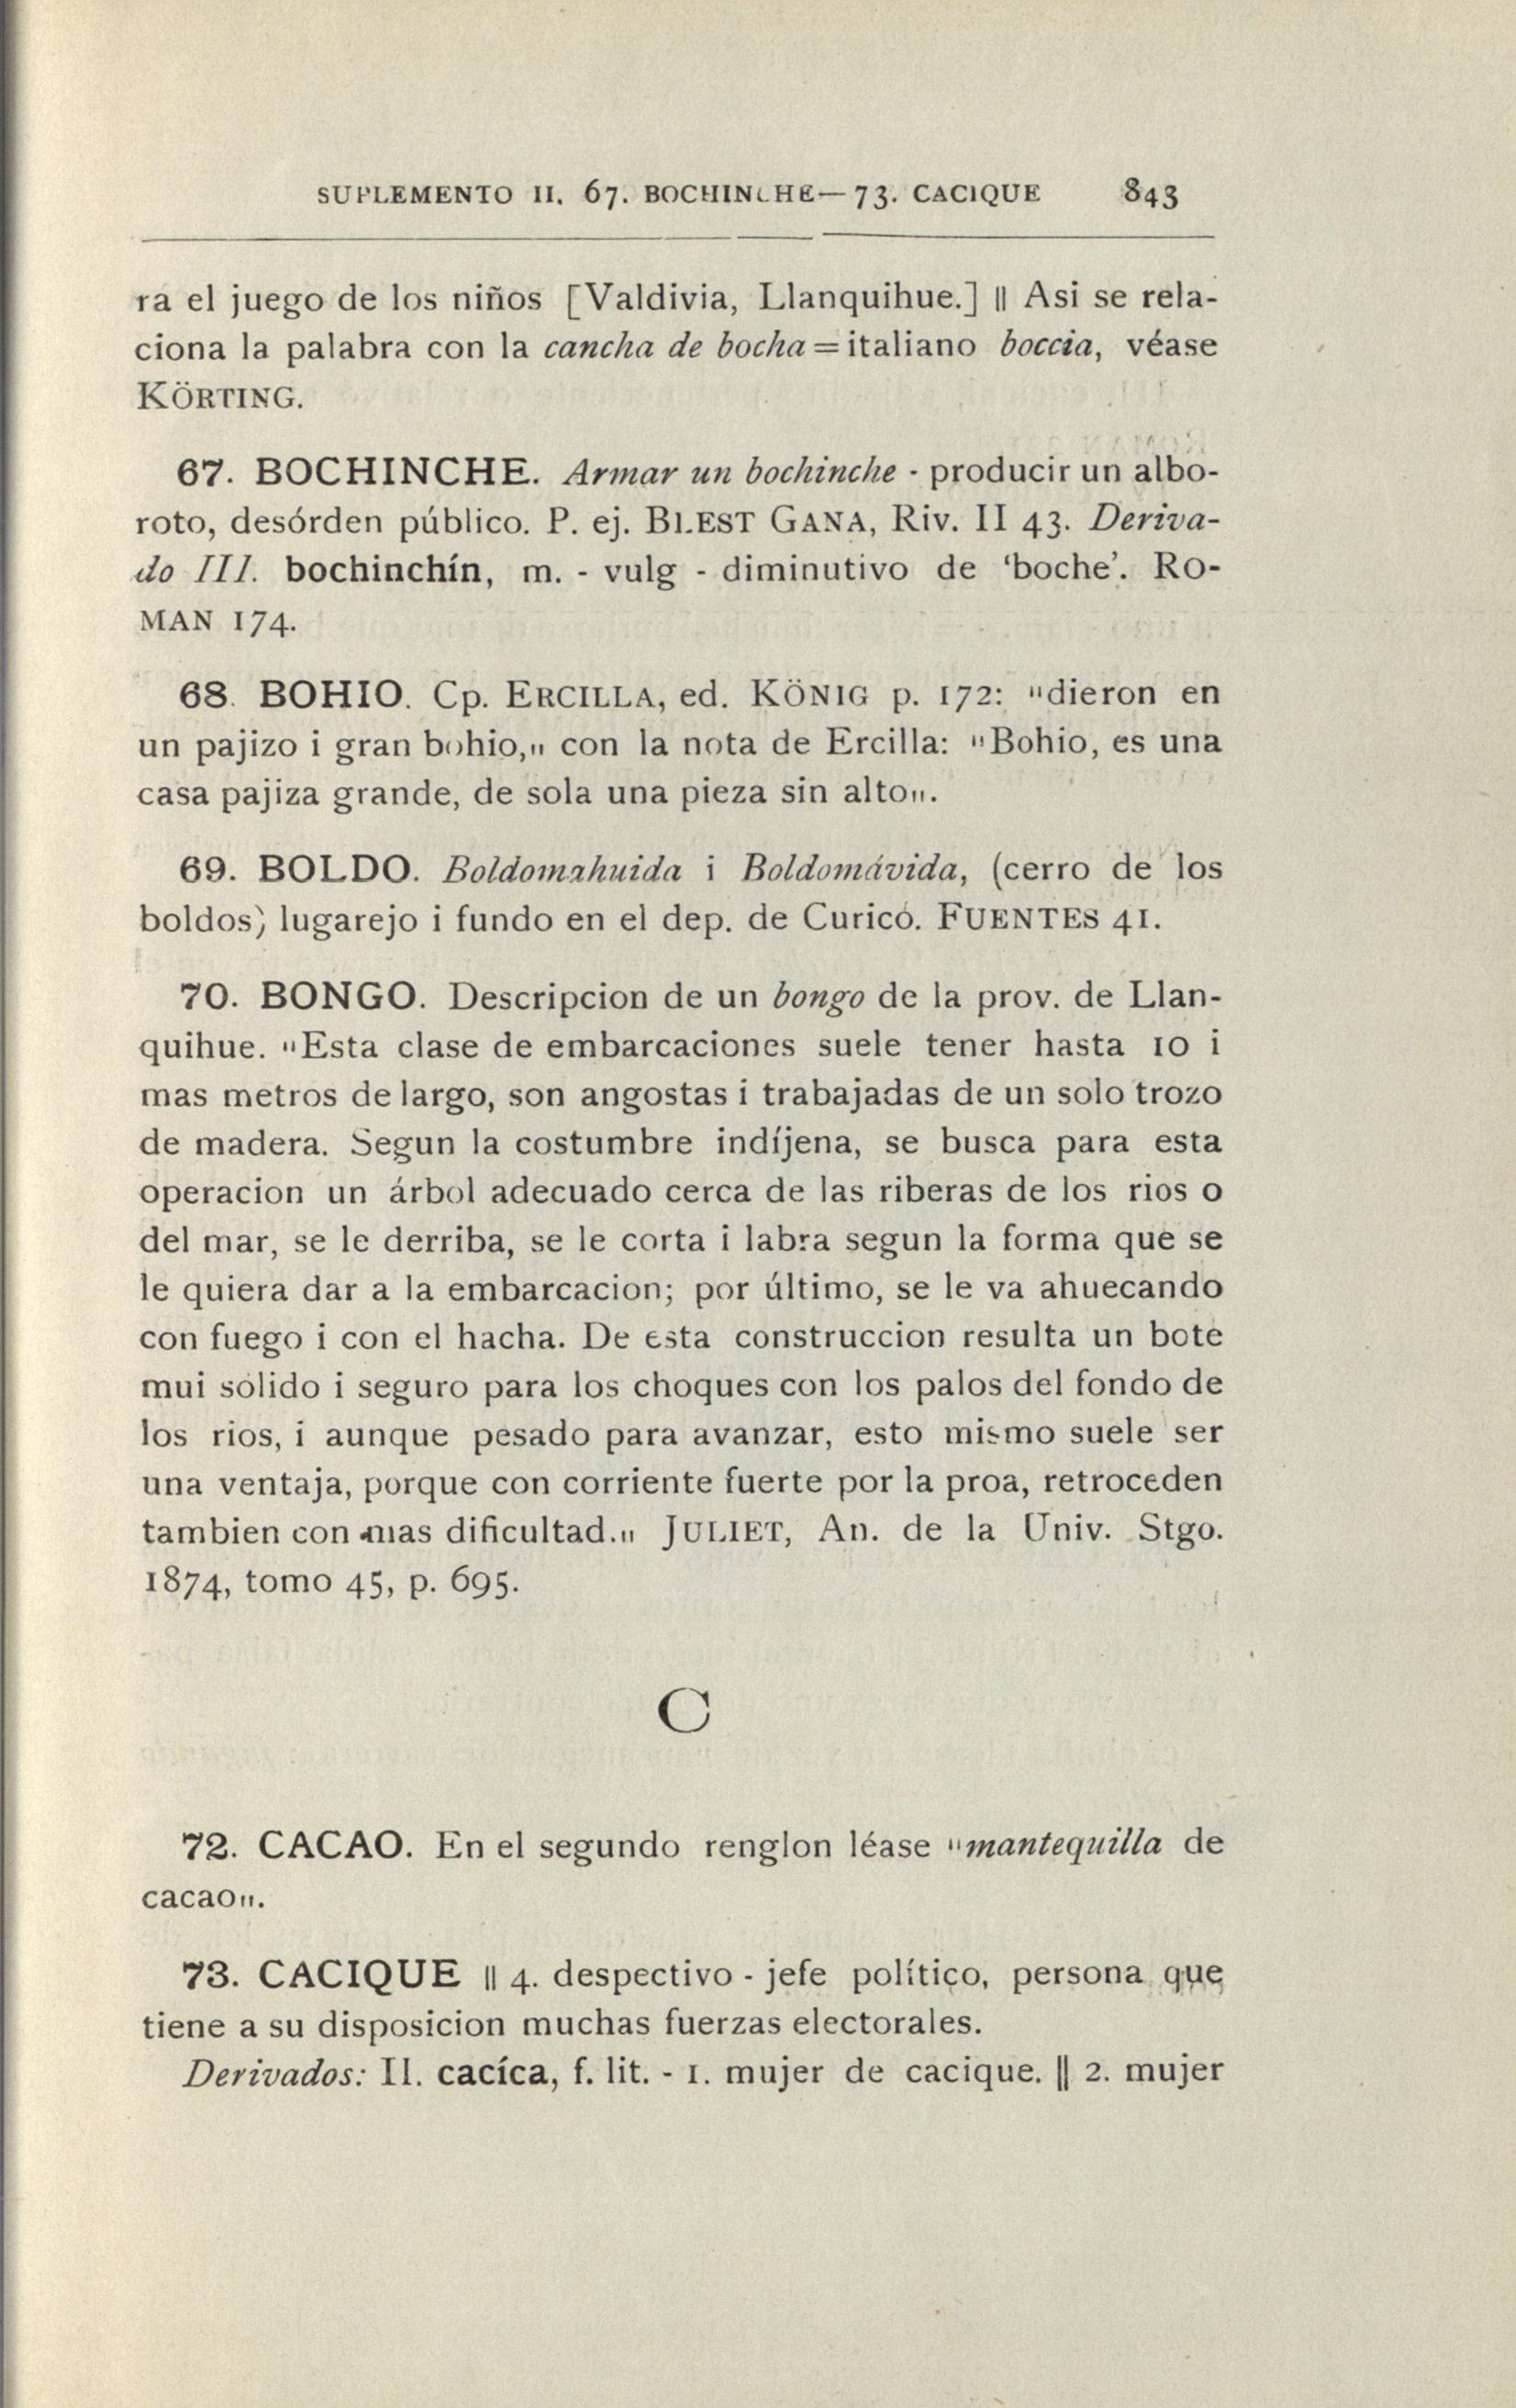 SUPLEMENTO II. 67. BOCHINCHE—73. CACIQUE 843
ra el juego de los niños [Valdivia, Llanquihue.] || Asi se rela-
ciona la palabra con la cancha de bocha = italiano boccia, véase
KÖRTING.
67. BOCHINCHE. Armar un bochinche - producir un albo-
roto, desórden público. P. ej. BLEST GANA, Riv. II 43. Deriva-
do III. bochinchín, m. - vulg - diminutivo de ‘boche’. RO-
MAN 174.
68. BOHIO. Cp. ERCILLA, ed. KÖNIG p. 172: "dieron en
un pajizo i gran bohio,„ con la nota de Ercilla: "Bohio, es una
casa pajiza grande, de sola una pieza sin alto„.
69. BOLDO. Boldomahuida i Boldomávida, (cerro de los
boldos) lugarejo i fundo en el dep. de Curicó. FUENTES 41.
70. BONGO. Descripcion de un bongo de la prov. de Llan-
quihue. "Esta clase de embarcaciones suele tener hasta 10 i
mas metros de largo, son angostas i trabajadas de un solo trozo
de madera. Segun la costumbre indíjena, se busca para esta
operacion un árbol adecuado cerca de las riberas de los rios o
del mar, se le derriba, se le corta i labra segun la forma que se
le quiera dar a la embarcacion; por último, se le va ahuecando
con fuego i con el hacha. De esta construccion resulta un bote
mui sólido i seguro para los choques con los palos del fondo de
los rios, i aunque pesado para avanzar, esto mismo suele ser
una ventaja, porque con corriente fuerte por la proa, retroceden
tambien con mas dificultad.„ JULIET, An. de la Univ. Stgo.
1874, tomo 45, p. 695.
C
72. CACAO. En el segundo renglon léase "mantequilla de
cacao„.
73. CACIQUE || 4. despectivo - jefe político, persona que
tiene a su disposicion muchas fuerzas electorales.
Derivados: II. cacíca, f. lit. - 1. mujer de cacique. || 2. mujer